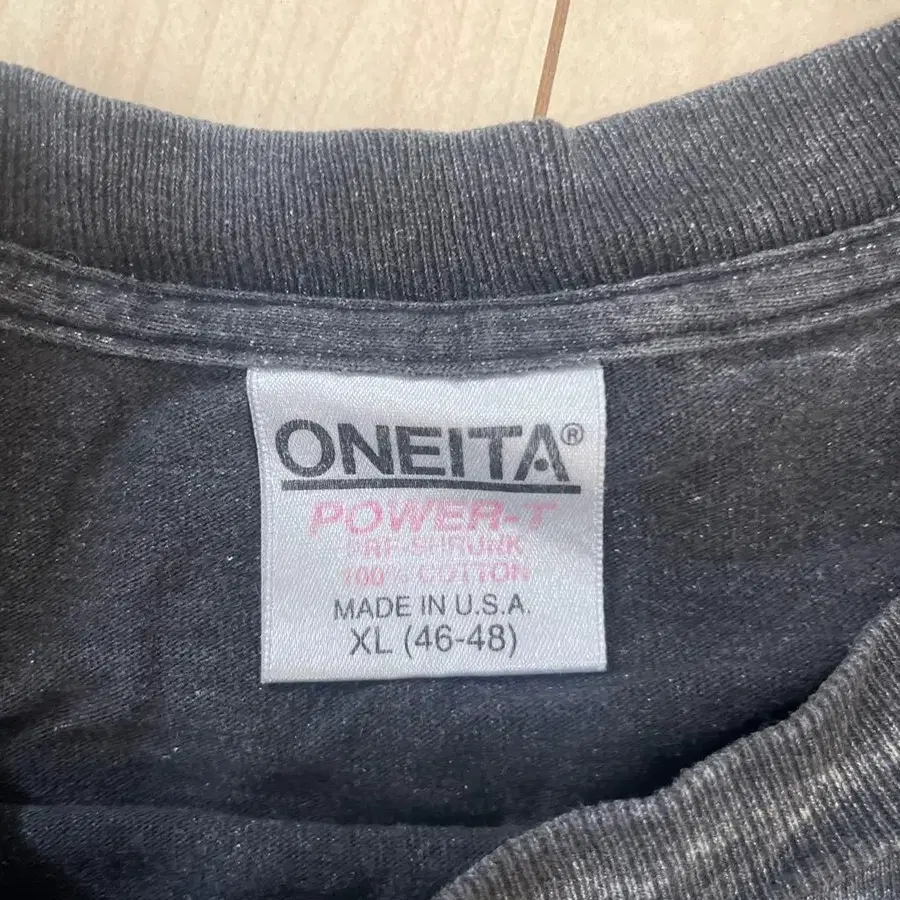 ONEITA®
POWER-T
PRE-SHRUNK
100% COTTON
MADE IN U.S.A.
XL (46-48)